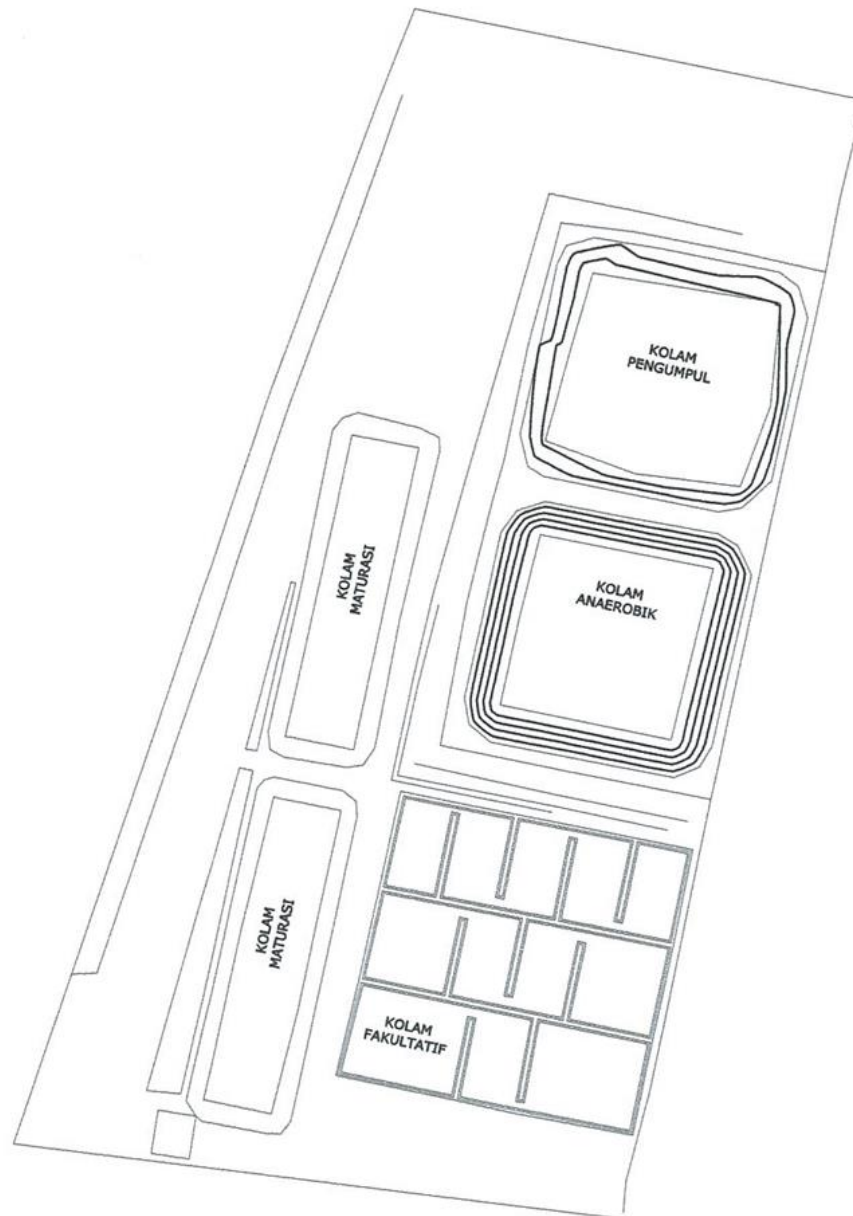 KOLAM
PENGUMPUL
KOLAM
MATURASI
KOLAM
ANAEROBIK
KOLAM
MATURASI
KOLAM
FAKULTATIF